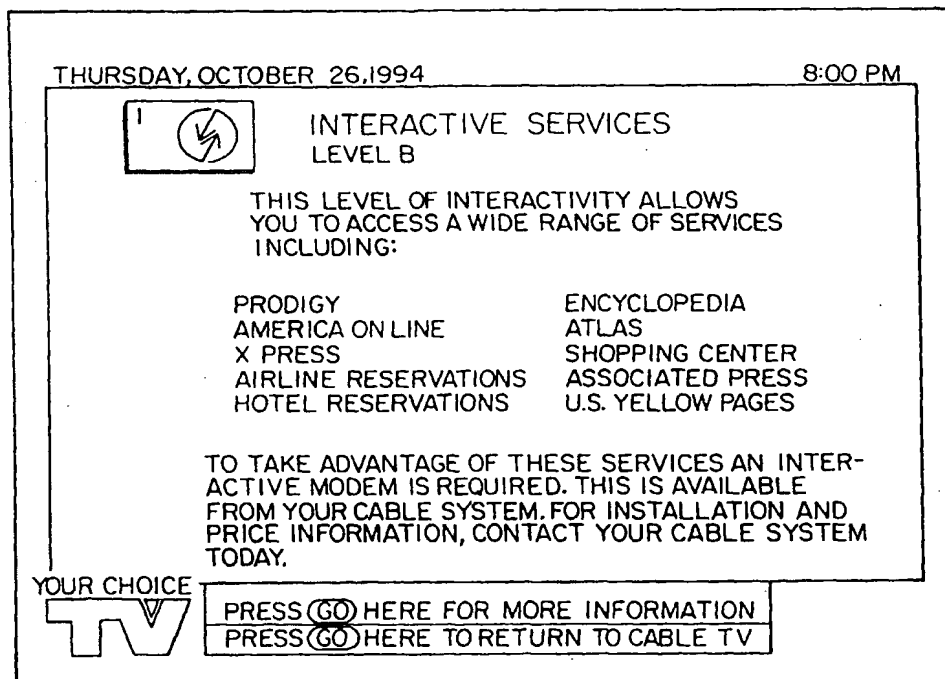 THURSDAY, OCTOBER 26, 1994 8:00 PM
1
INTERACTIVE SERVICES
LEVEL B
THIS LEVEL OF INTERACTIVITY ALLOWS
YOU TO ACCESS A WIDE RANGE OF SERVICES
INCLUDING:
PRODIGY ENCYCLOPEDIA
AMERICA ON LINE ATLAS
X PRESS SHOPPING CENTER
AIRLINE RESERVATIONS ASSOCIATED PRESS
HOTEL RESERVATIONS U.S. YELLOW PAGES
TO TAKE ADVANTAGE OF THESE SERVICES AN INTER-
ACTIVE MODEM IS REQUIRED. THIS IS AVAILABLE
FROM YOUR CABLE SYSTEM. FOR INSTALLATION AND
PRICE INFORMATION, CONTACT YOUR CABLE SYSTEM
TODAY.
YOUR CHOICE
TV
PRESS GO HERE FOR MORE INFORMATION
PRESS GO HERE TO RETURN TO CABLE TV